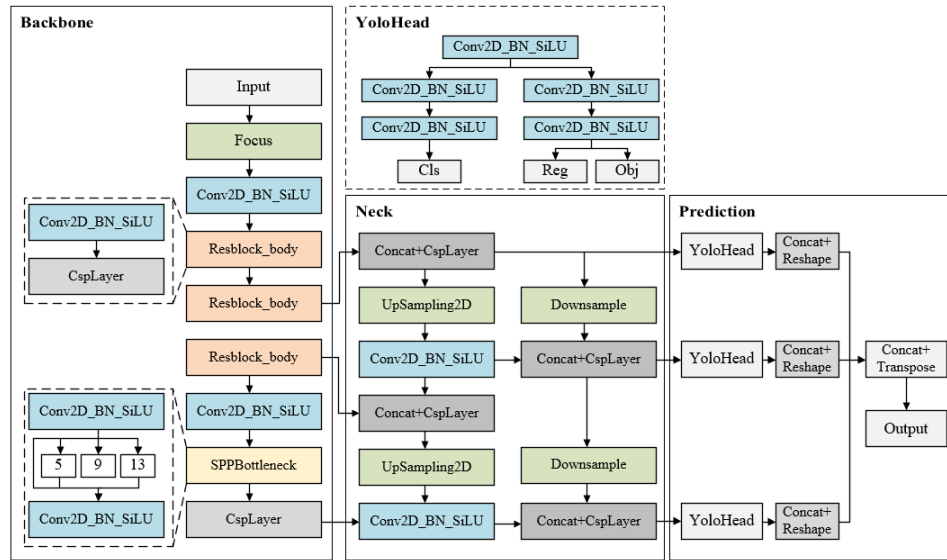 Backbone
Input
Focus
Conv2D_BN_SiLU
Resblock_body
Resblock_body
Resblock_body
Conv2D_BN_SiLU
SPPBottleneck
CspLayer
Conv2D_BN_SiLU
CspLayer
Conv2D_BN_SiLU
5
9
13
Conv2D_BN_SiLU
YoloHead
Conv2D_BN_SiLU
Conv2D_BN_SiLU
Conv2D_BN_SiLU
Conv2D_BN_SiLU
Conv2D_BN_SiLU
Cls
Reg
Obj
Neck
Concat+CspLayer
UpSampling2D
Downsample
Conv2D_BN_SiLU
Concat+CspLayer
Concat+CspLayer
UpSampling2D
Downsample
Conv2D_BN_SiLU
Concat+CspLayer
Prediction
YoloHead
Concat+
Reshape
YoloHead
Concat+
Reshape
Concat+
Transpose
Output
YoloHead
Concat+
Reshape